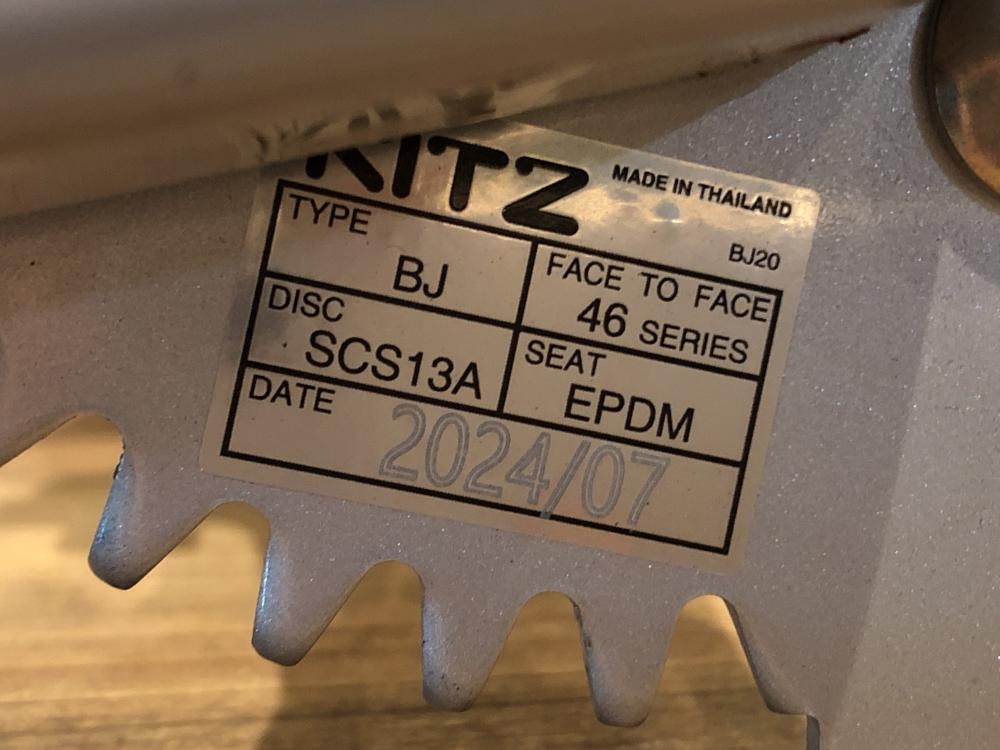 KITZ
MADE IN THAILAND
BJ20
TYPE
BJ
FACE TO FACE
46 SERIES
DISC
SCS13A
SEAT
EPDM
DATE
2024/07